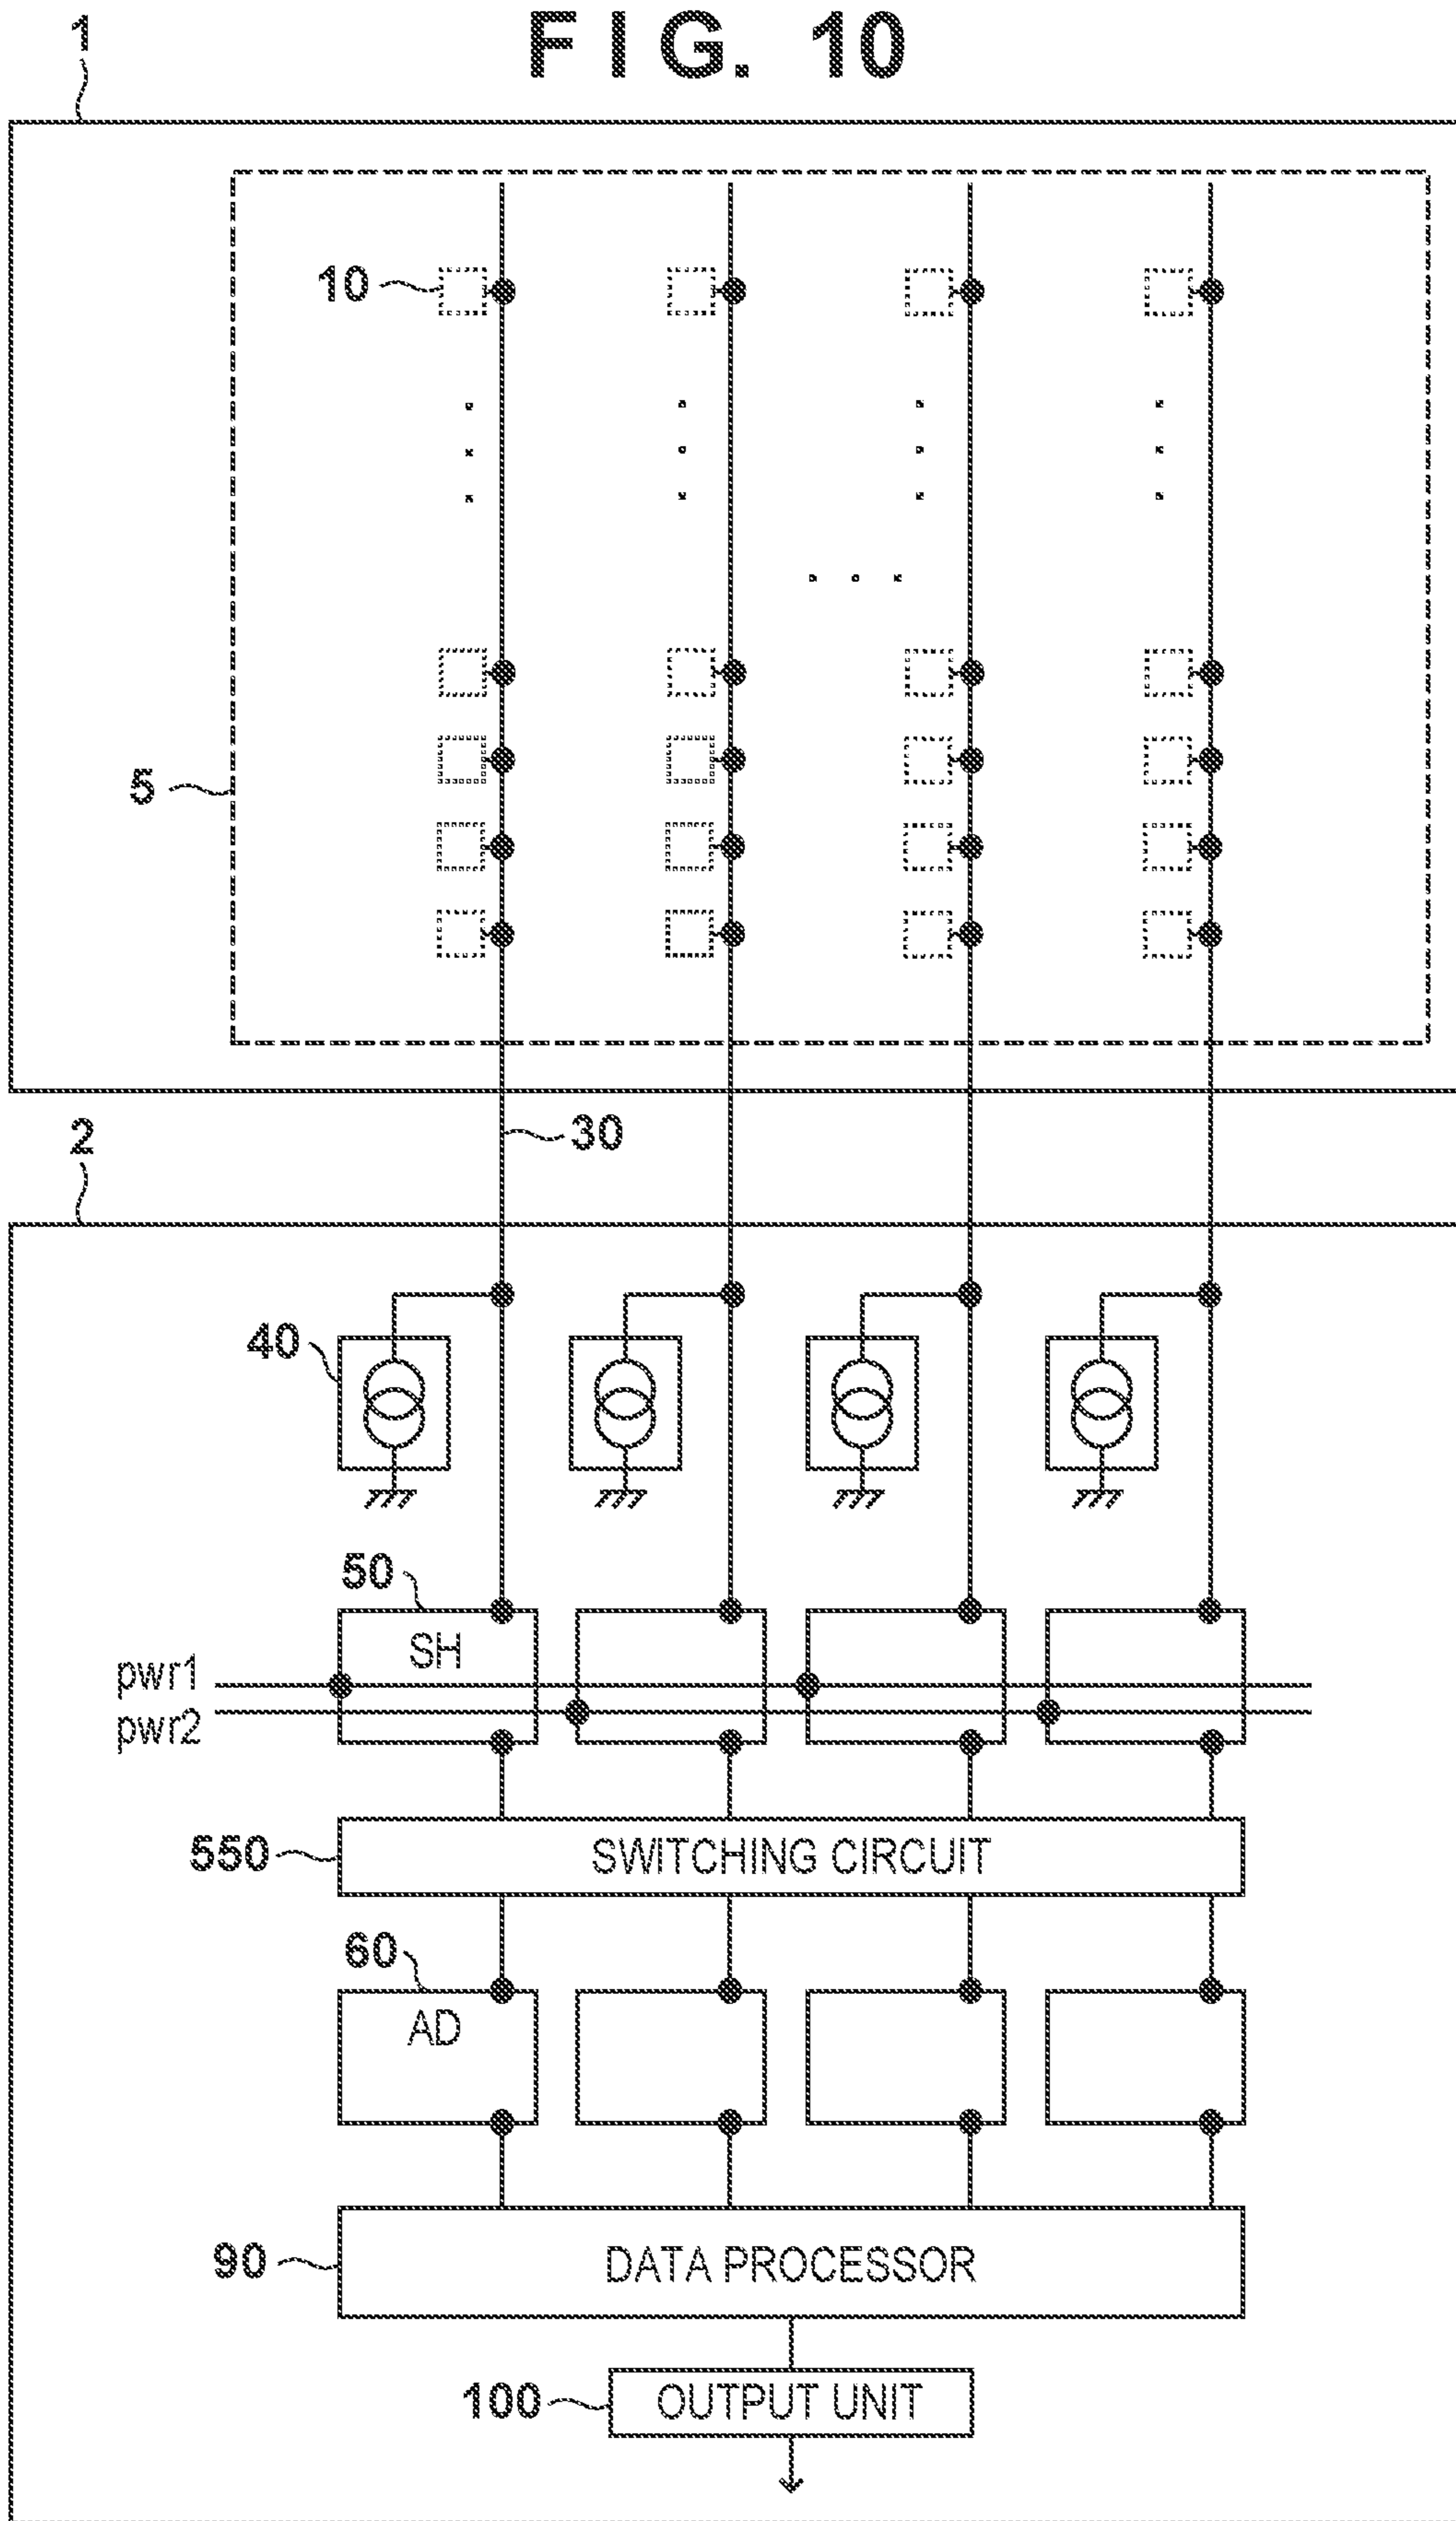 FIG. 10
1
10
5
2
30
40
50
SH
pwr1
pwr2
550
SWITCHING CIRCUIT
60
AD
90
DATA PROCESSOR
100
OUTPUT UNIT